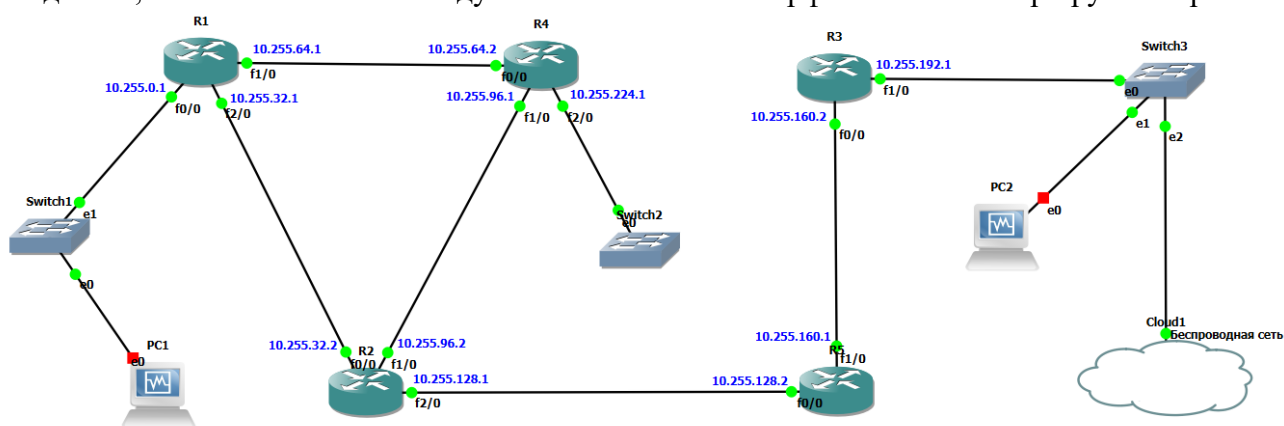 R1
10.255.64.1
f1/0
10.255.0.1
f0/0
10.255.32.1
f2/0
10.255.64.2
R4
f0/0
10.255.96.1
f1/0
10.255.224.1
f2/0
R3
10.255.192.1
f1/0
10.255.160.2
f0/0
Switch3
e0
e1
e2
PC2
e0
Switch1
e1
e0
Switch2
e0
PC1
e0
10.255.32.2
R2
f0/0
10.255.96.2
f1/0
10.255.128.1
f2/0
10.255.160.1
R5
f1/0
10.255.128.2
f0/0
Cloud1
Беспроводная сеть